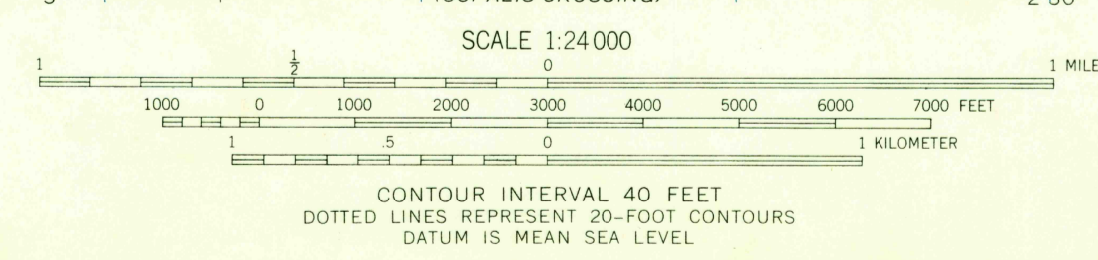 SCALE 1:24 000
1 ½ 0 1 MILE
1000 0 1000 2000 3000 4000 5000 6000 7000 FEET
1 .5 0 1 KILOMETER
CONTOUR INTERVAL 40 FEET
DOTTED LINES REPRESENT 20-FOOT CONTOURS
DATUM IS MEAN SEA LEVEL